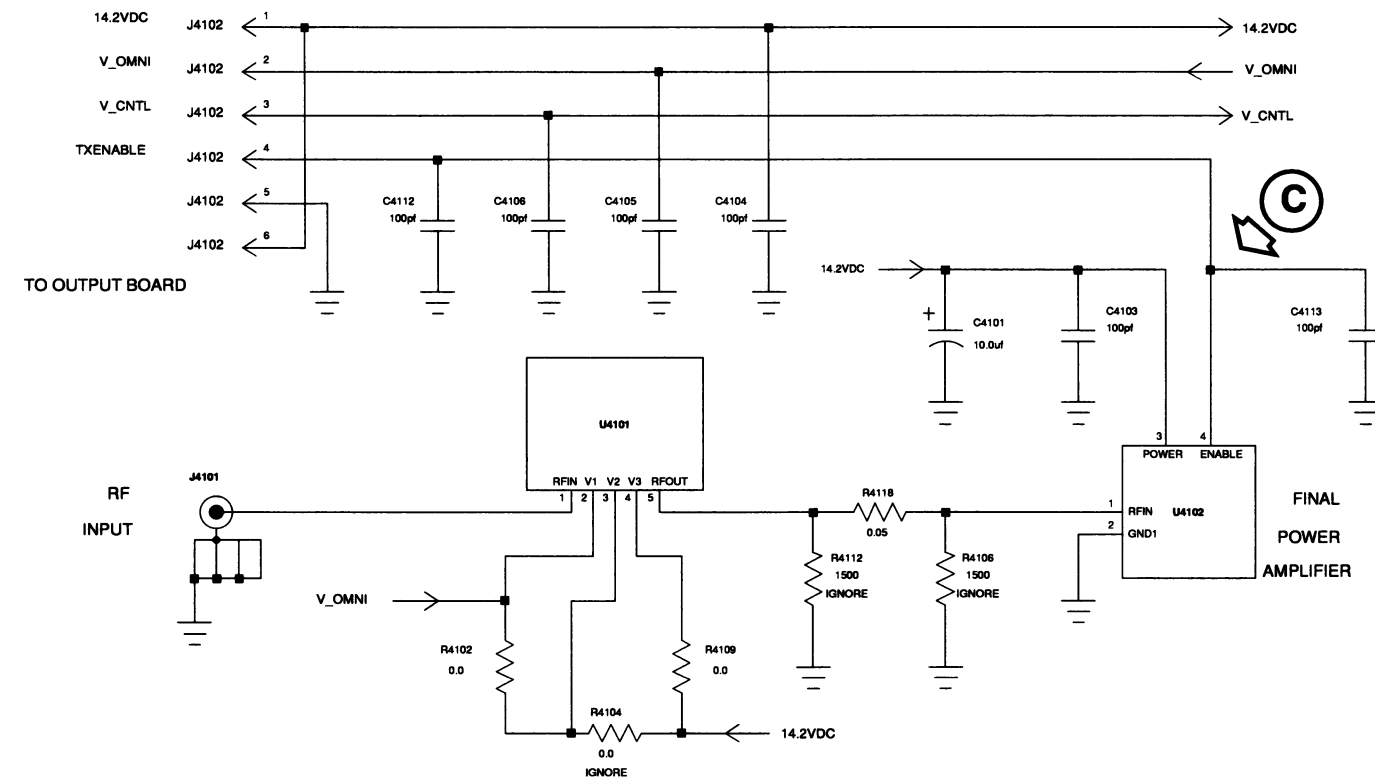 14.2VDC J4102 1 14.2VDC
V_OMNI J4102 2 V_OMNI
V_CNTL J4102 3 V_CNTL
TXENABLE J4102 4
J4102 5
J4102 6
TO OUTPUT BOARD
C4112
100pf
C4106
100pf
C4105
100pf
C4104
100pf
C
14.2VDC
+
C4101
10.0uf
C4103
100pf
C4113
100pf
U4101
RFIN V1 V2 V3 RFOUT
1 2 3 4 5
J4101
RF
INPUT
3 4
POWER ENABLE
1 RFIN U4102
2 GND1
FINAL
POWER
AMPLIFIER
R4118
0.05
R4112
1500
IGNORE
R4106
1500
IGNORE
V_OMNI
R4102
0.0
R4109
0.0
R4104
0.0
IGNORE
14.2VDC